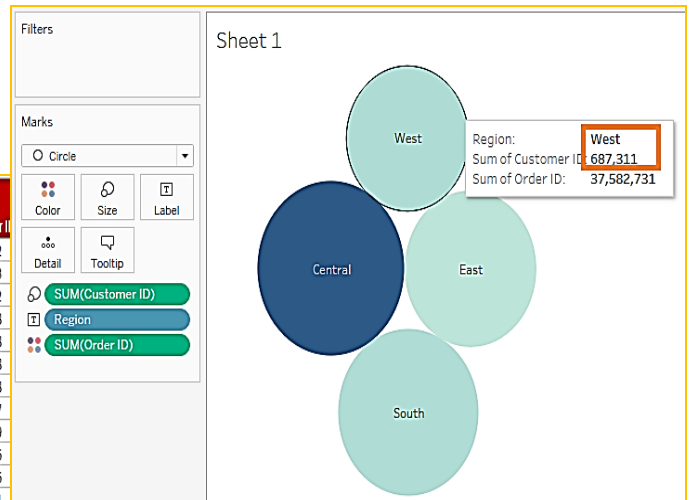 Filters
Sheet 1
Marks
Circle
Color
Size
Label
Detail
Tooltip
SUM(Customer ID)
Region
SUM(Order ID)
West
Central
East
South
Region: West
Sum of Customer ID: 687,311
Sum of Order ID: 37,582,731